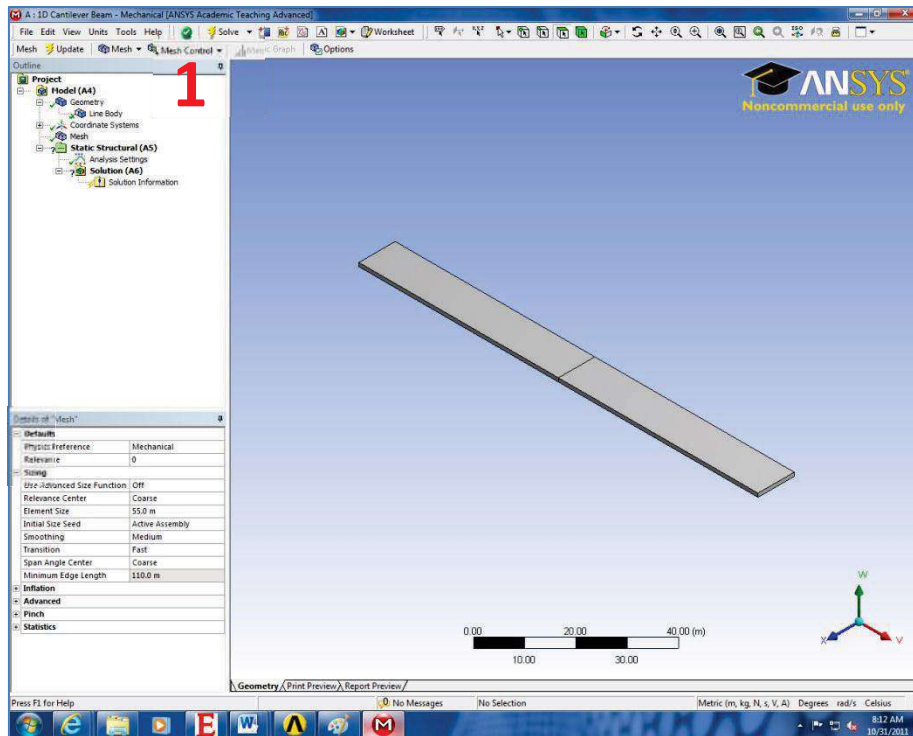 A : 1D Cantilever Beam - Mechanical [ANSYS Academic Teaching Advanced]
File Edit View Units Tools Help Solve Worksheet
Mesh Update Mesh Mesh Control Metric Graph Options
Outline
1
Project
Model (A4)
Geometry
Line Body
Coordinate Systems
Mesh
Static Structural (A5)
Analysis Settings
Solution (A6)
Solution Information
ANSYS
Noncommercial use only
Details of "Mesh"
Defaults
Physics Preference Mechanical
Relevance 0
Sizing
Use Advanced Size Function Off
Relevance Center Coarse
Element Size 55.0 m
Initial Size Seed Active Assembly
Smoothing Medium
Transition Fast
Span Angle Center Coarse
Minimum Edge Length 110.0 m
Inflation
Advanced
Pinch
Statistics
W
X
V
0.00 20.00 40.00 (m)
10.00 30.00
Geometry Print Preview Report Preview
Press F1 for Help 0 No Messages No Selection Metric (m, kg, N, s, V, A) Degrees rad/s Celsius
8:12 AM
10/31/2011